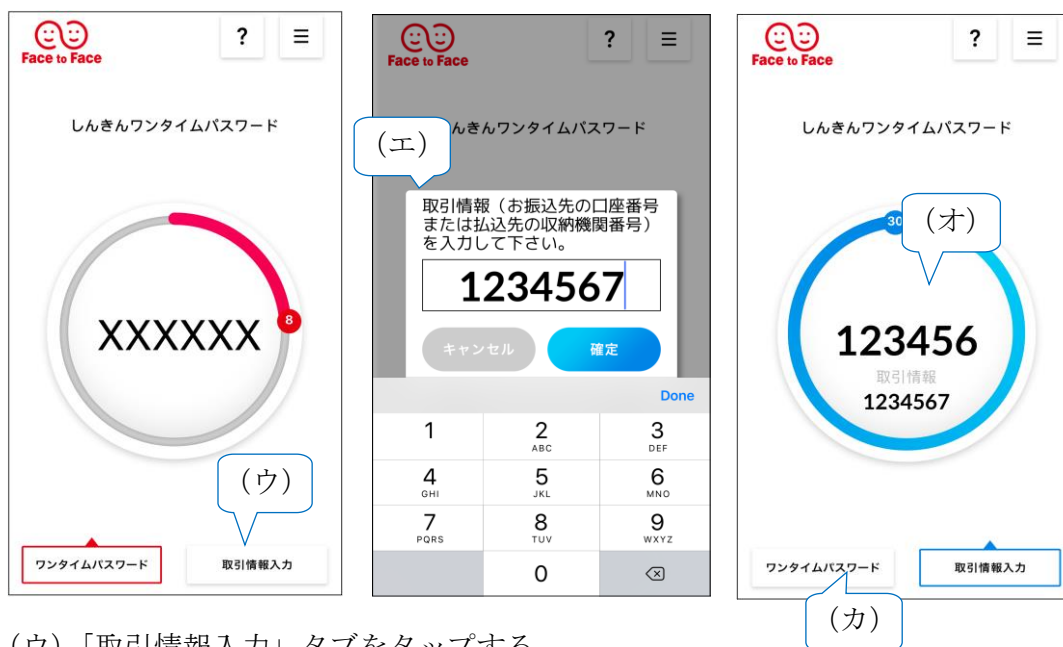 Face to Face
?
≡
しんきんワンタイムパスワード
XXXXXX
8
(ウ)
ワンタイムパスワード
取引情報入力
Face to Face
?
≡
んきんワンタイムパスワード
(エ)
取引情報(お振込先の口座番号
または払込先の収納機関番号)
を入力して下さい。
1234567
キャンセル
確定
Done
1
2
ABC
3
DEF
4
GHI
5
JKL
6
MNO
7
PQRS
8
TUV
9
WXYZ
0
Face to Face
?
≡
しんきんワンタイムパスワード
30
(オ)
123456
取引情報
1234567
ワンタイムパスワード
取引情報入力
(カ)
(ウ)「取引情報入力」タブをタップする